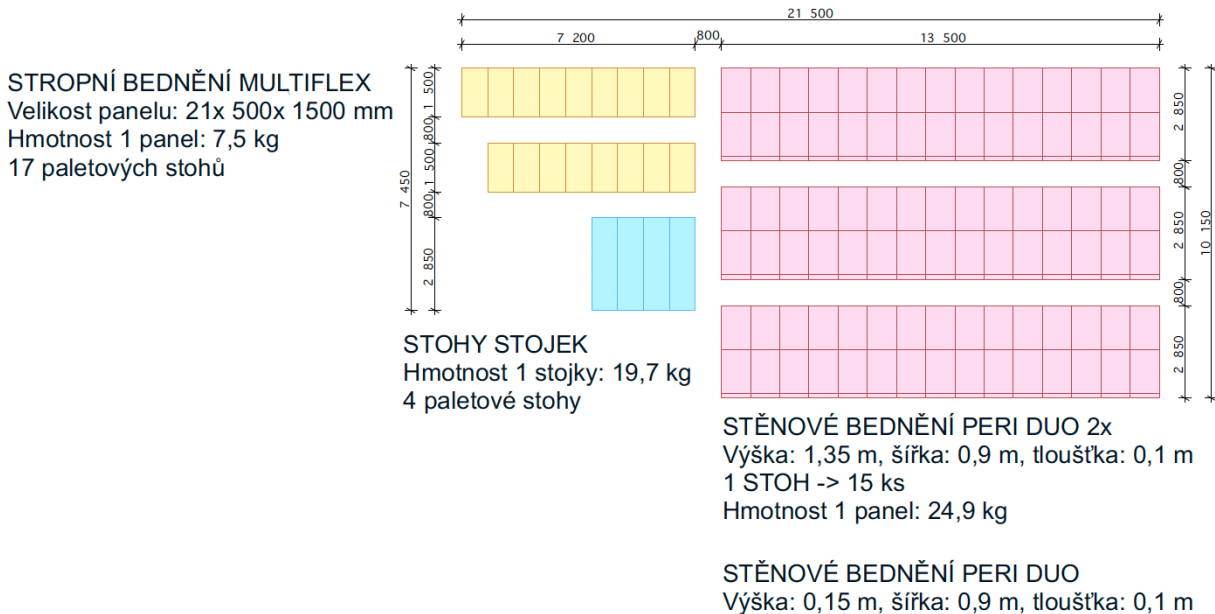 21 500
7 200
800
13 500
STROPNÍ BEDNĚNÍ MULTIFLEX
Velikost panelu: 21x 500x 1500 mm
Hmotnost 1 panel: 7,5 kg
17 paletových stohů
7 450
1 500
800
1 500
800
2 850
2 850
800
2 850
800
2 850
10 150
STOHY STOJEK
Hmotnost 1 stojky: 19,7 kg
4 paletové stohy
STĚNOVÉ BEDNĚNÍ PERI DUO 2x
Výška: 1,35 m, šířka: 0,9 m, tloušťka: 0,1 m
1 STOH -> 15 ks
Hmotnost 1 panel: 24,9 kg
STĚNOVÉ BEDNĚNÍ PERI DUO
Výška: 0,15 m, šířka: 0,9 m, tloušťka: 0,1 m